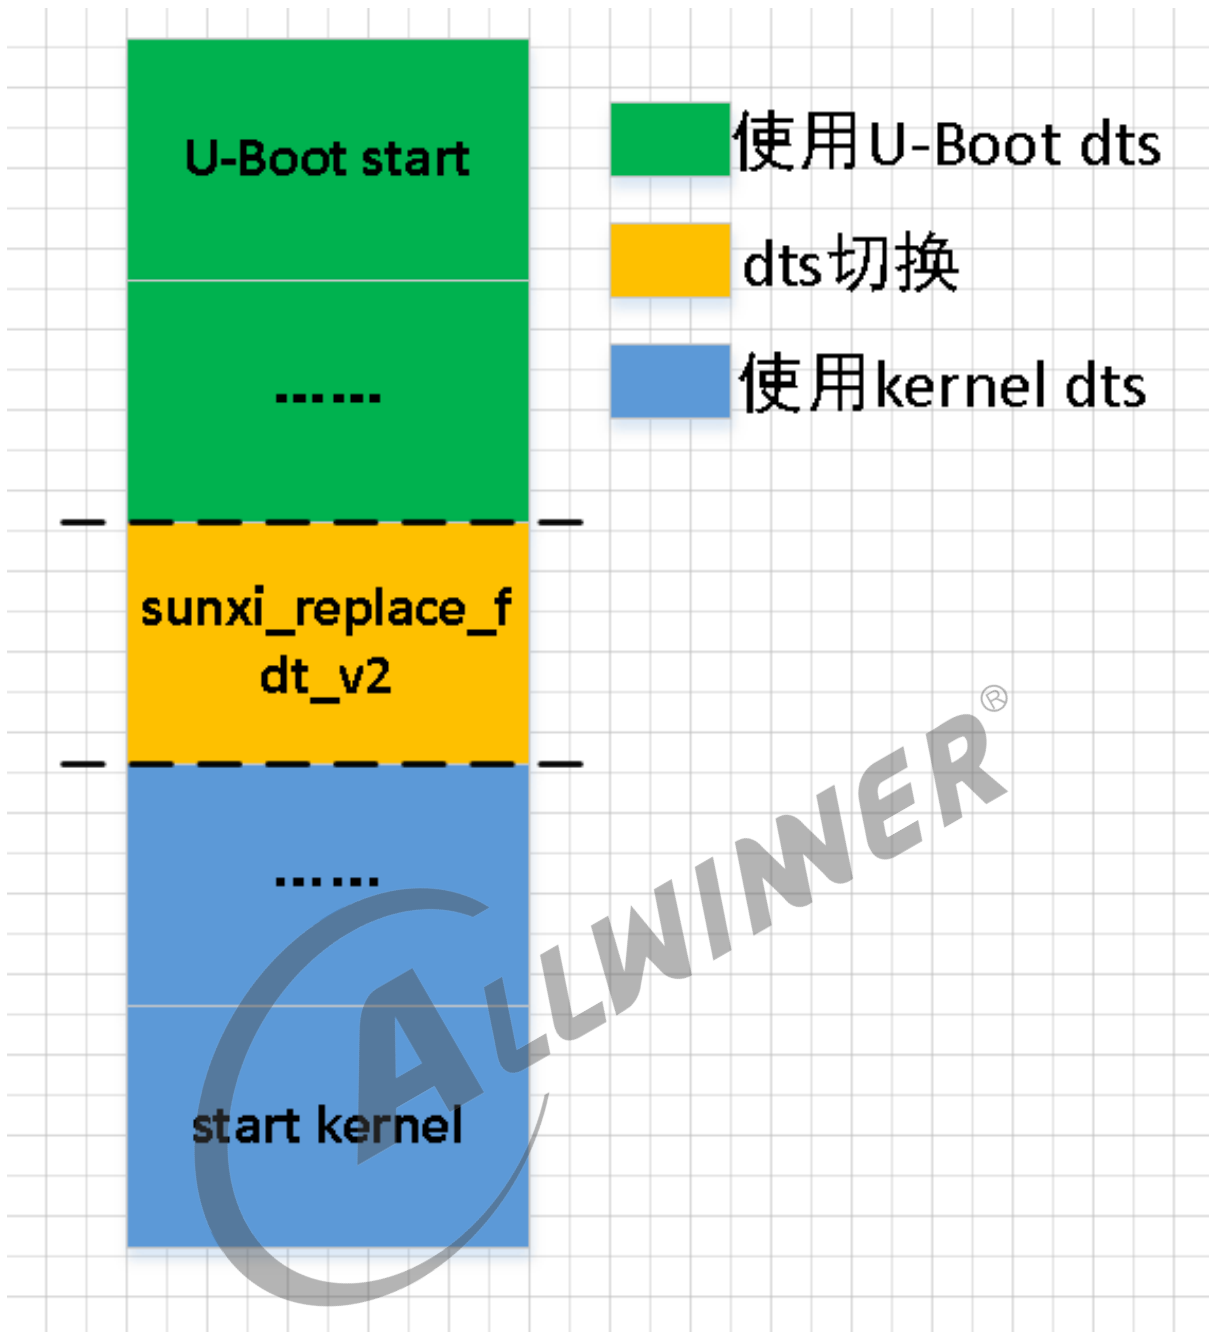 U-Boot start
……
sunxi_replace_f
dt_v2
……
start kernel
使用U-Boot dts
dts切换
使用kernel dts
ALLWINNER®